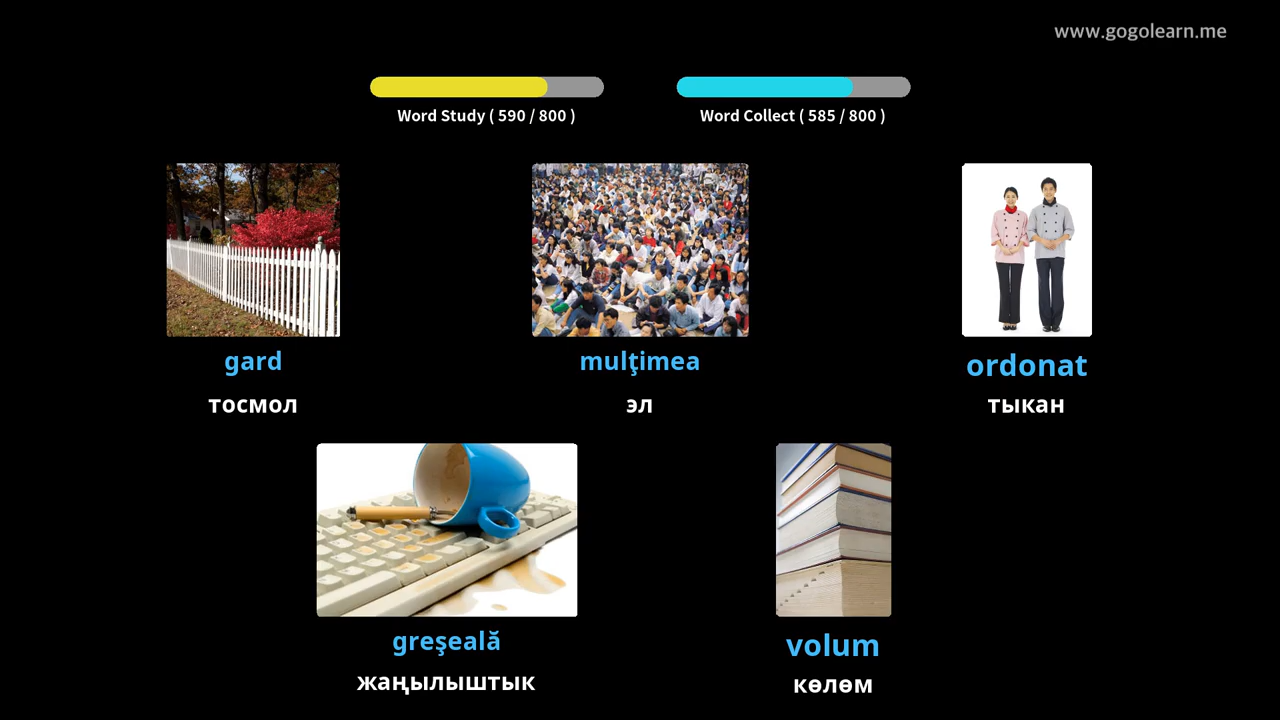 www.gogolearn.me
Word Study ( 590 / 800 )
Word Collect ( 585 / 800 )
gard
mulţimea
ordonat
тосмол
эл
тыкан
greşeală
volum
жаңылыштык
көлөм